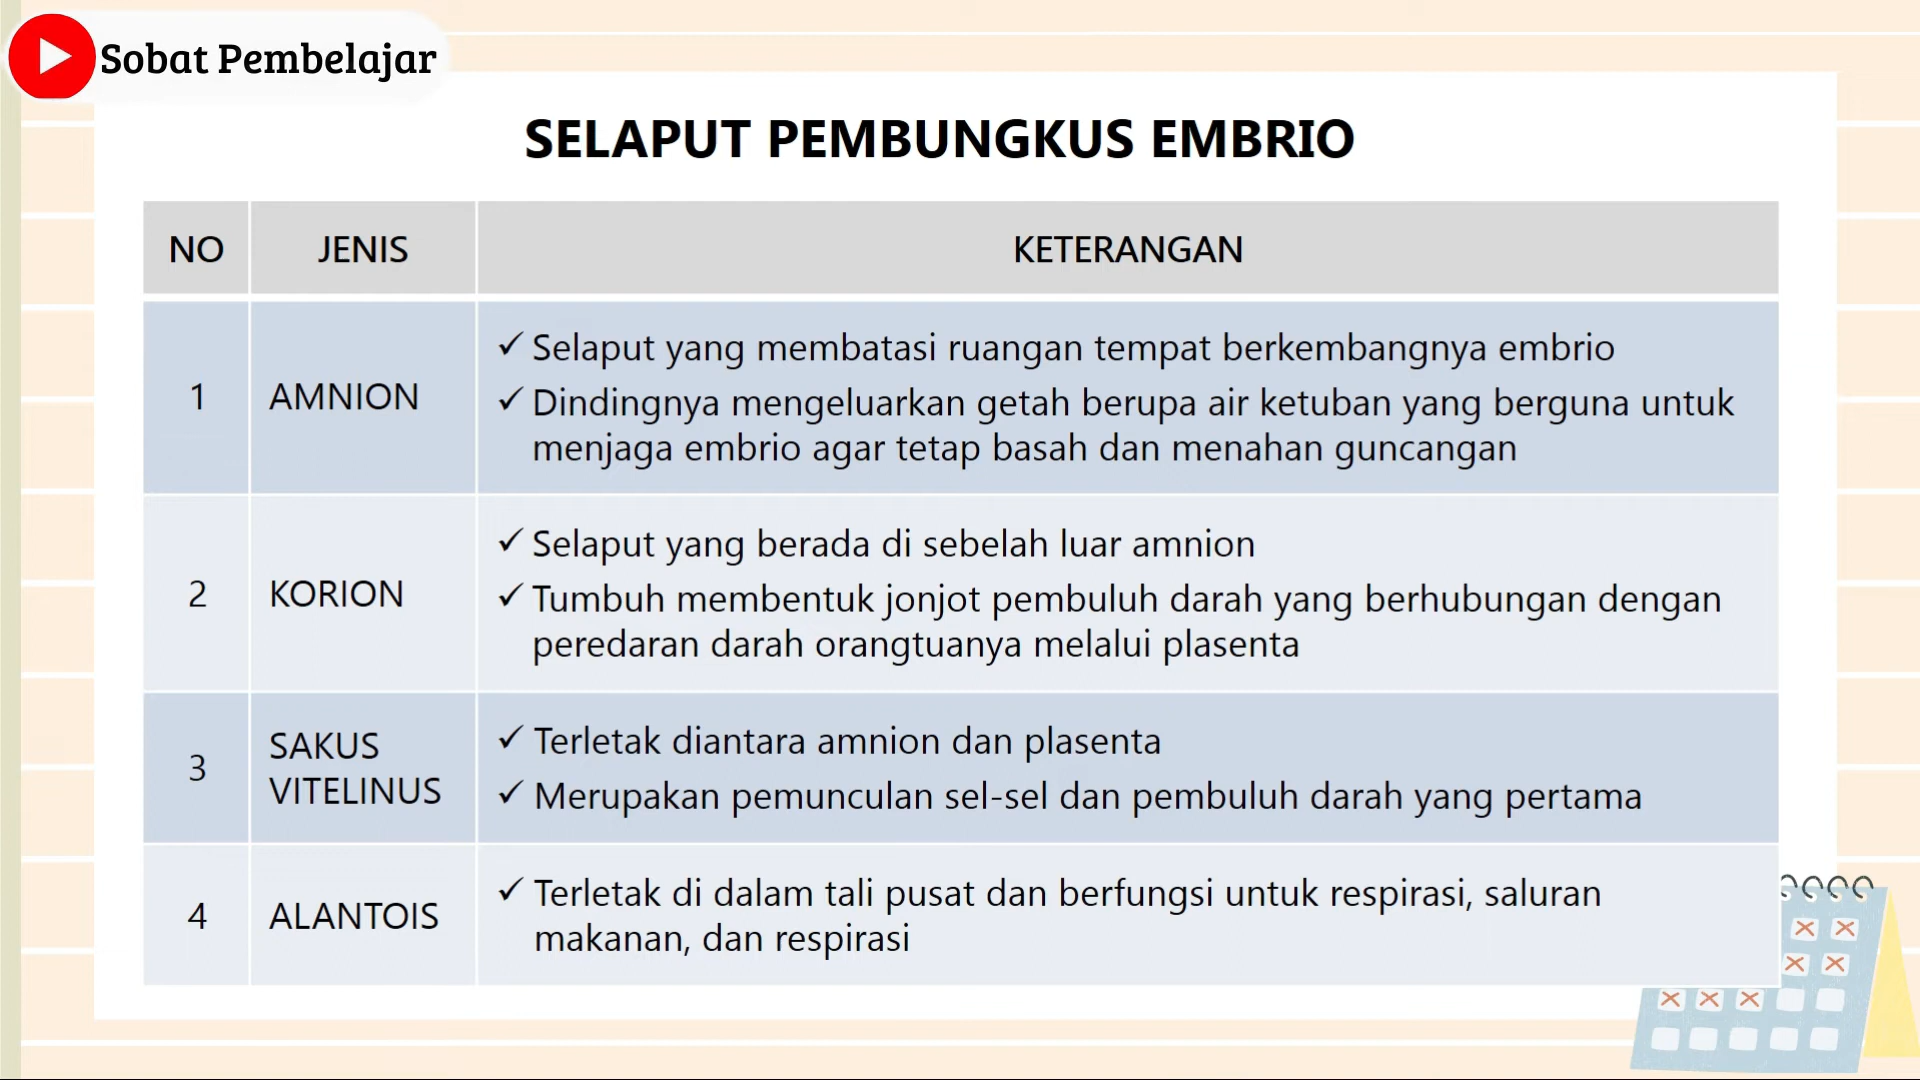 Sobat Pembelajar
SELAPUT PEMBUNGKUS EMBRIO
NO JENIS KETERANGAN
1 AMNION
✓ Selaput yang membatasi ruangan tempat berkembangnya embrio
✓ Dindingnya mengeluarkan getah berupa air ketuban yang berguna untuk
menjaga embrio agar tetap basah dan menahan guncangan
2 KORION
✓ Selaput yang berada di sebelah luar amnion
✓ Tumbuh membentuk jonjot pembuluh darah yang berhubungan dengan
peredaran darah orangtuanya melalui plasenta
3 SAKUS
VITELINUS
✓ Terletak diantara amnion dan plasenta
✓ Merupakan pemunculan sel-sel dan pembuluh darah yang pertama
4 ALANTOIS
✓ Terletak di dalam tali pusat dan berfungsi untuk respirasi, saluran
makanan, dan respirasi